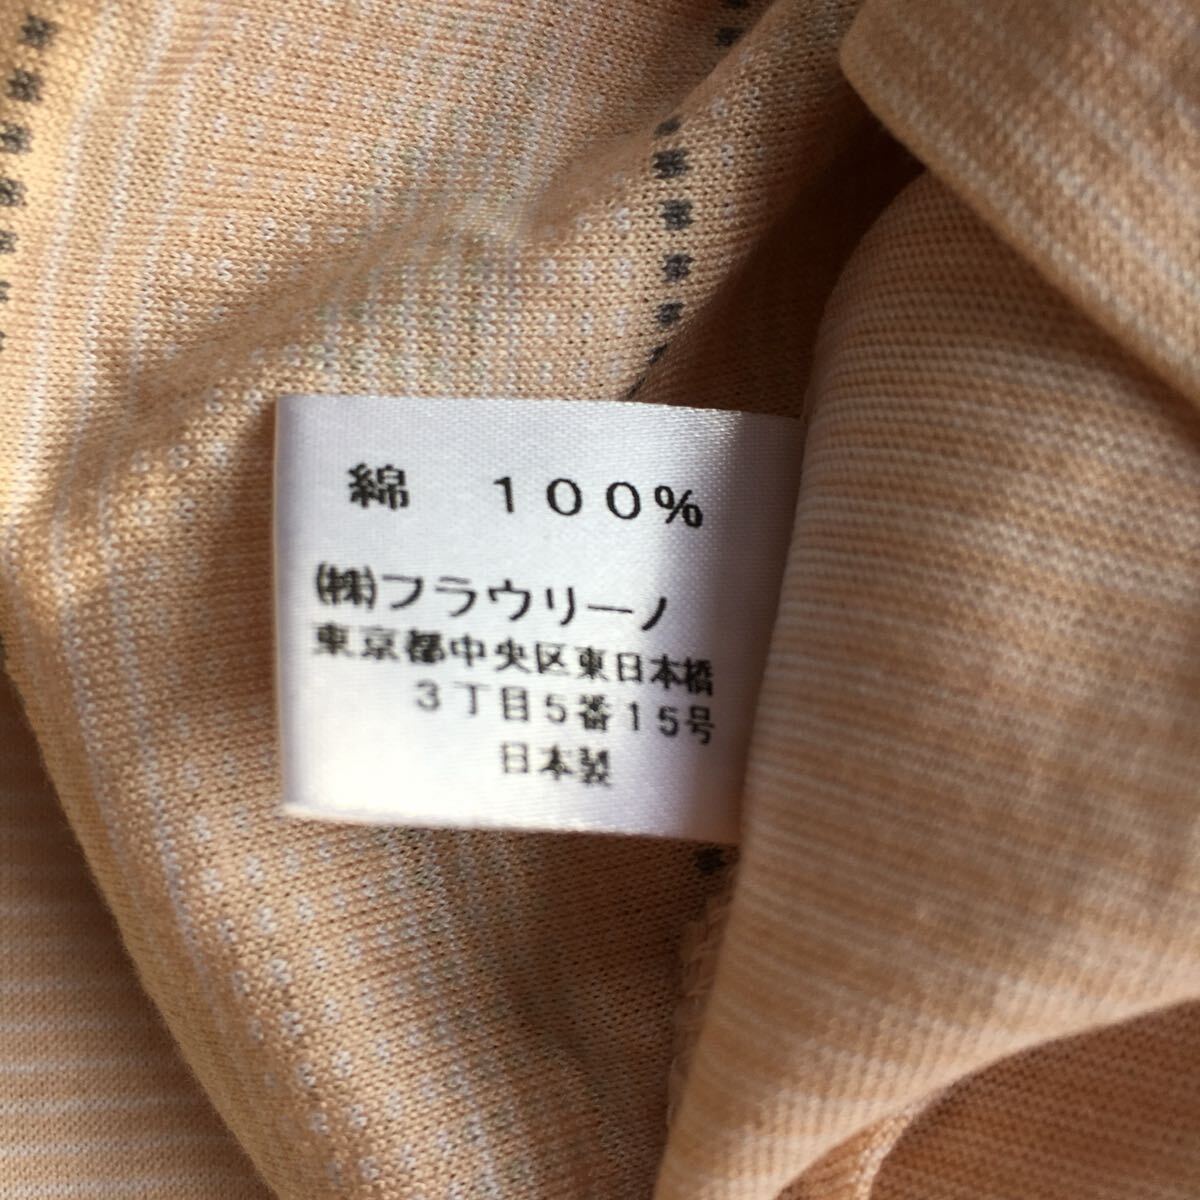 綿　１００％
㈱フラウリーノ
東京都中央区東日本橋
３丁目５番１５号
日本製